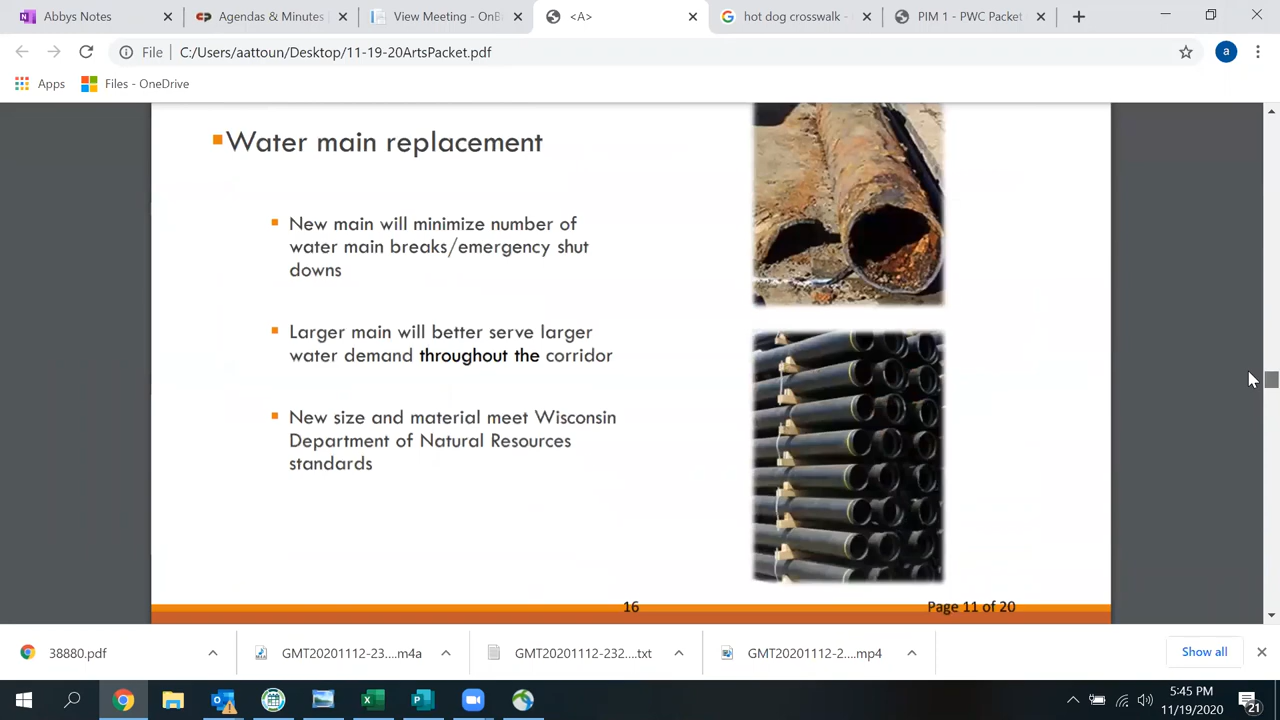 Abbys Notes
Agendas & Minutes
View Meeting - OnB
<A>
hot dog crosswalk -
PIM 1 - PWC Packet
File
C:/Users/aattoun/Desktop/11-19-20ArtsPacket.pdf
a
Apps
Files - OneDrive
Water main replacement
New main will minimize number of
water main breaks/emergency shut
downs
Larger main will better serve larger
water demand throughout the corridor
New size and material meet Wisconsin
Department of Natural Resources
standards
16
Page 11 of 20
38880.pdf
GMT20201112-23....m4a
GMT20201112-232....txt
GMT20201112-2....mp4
Show all
5:45 PM
11/19/2020
21